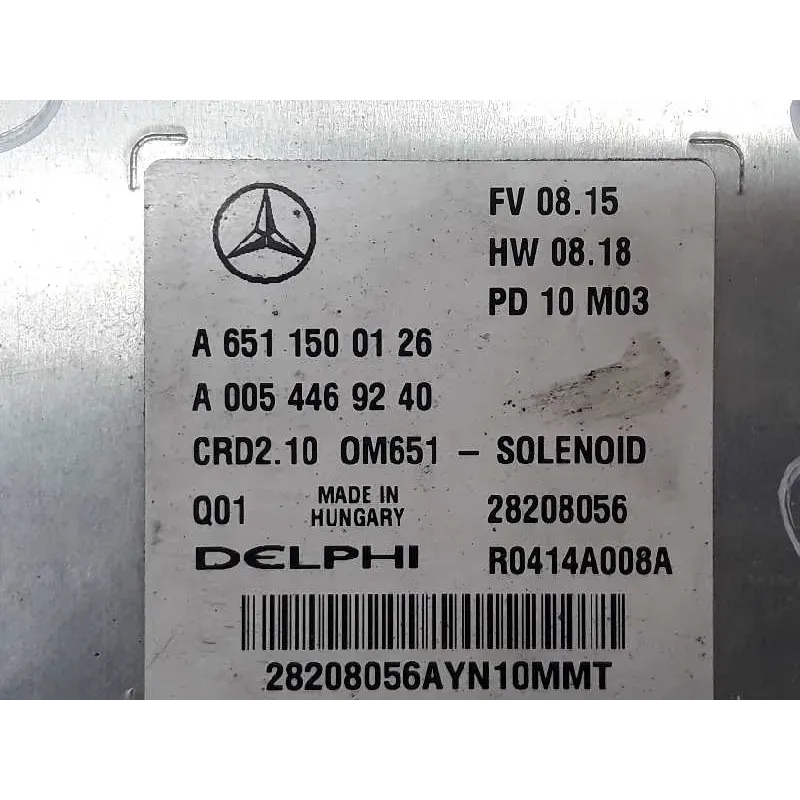 FV 08.15
HW 08.18
PD 10 M03
A 651 150 01 26
A 005 446 92 40
CRD2.10 OM651 – SOLENOID
Q01 MADE IN HUNGARY 28208056
DELPHI R0414A008A
28208056AYN10MMT